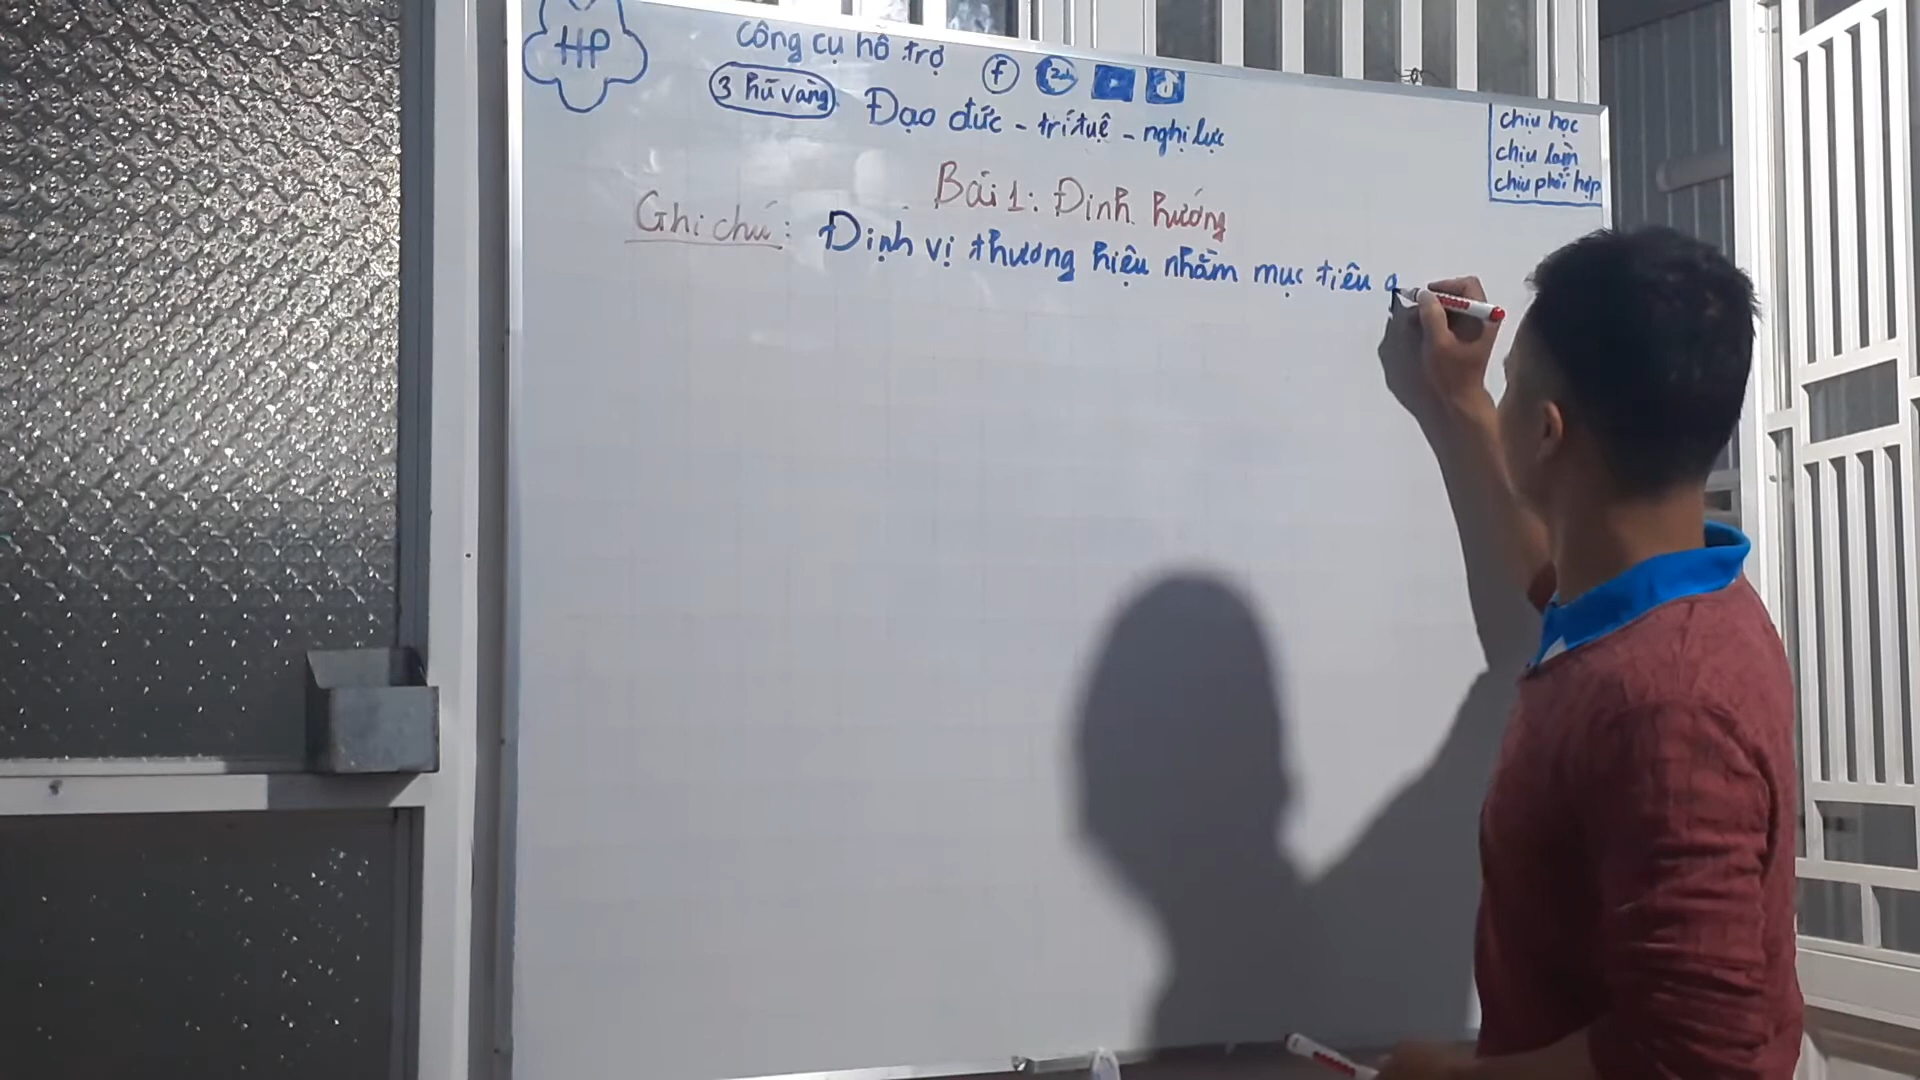 HP
Công cụ hỗ trợ f Zalo
3 hũ vàng Đạo đức - trí tuệ - nghị lực
chịu học
chịu làm
chịu phối hợp
Bài 1: Định hướng
Ghi chú: Định vị thương hiệu nhằm mục tiêu